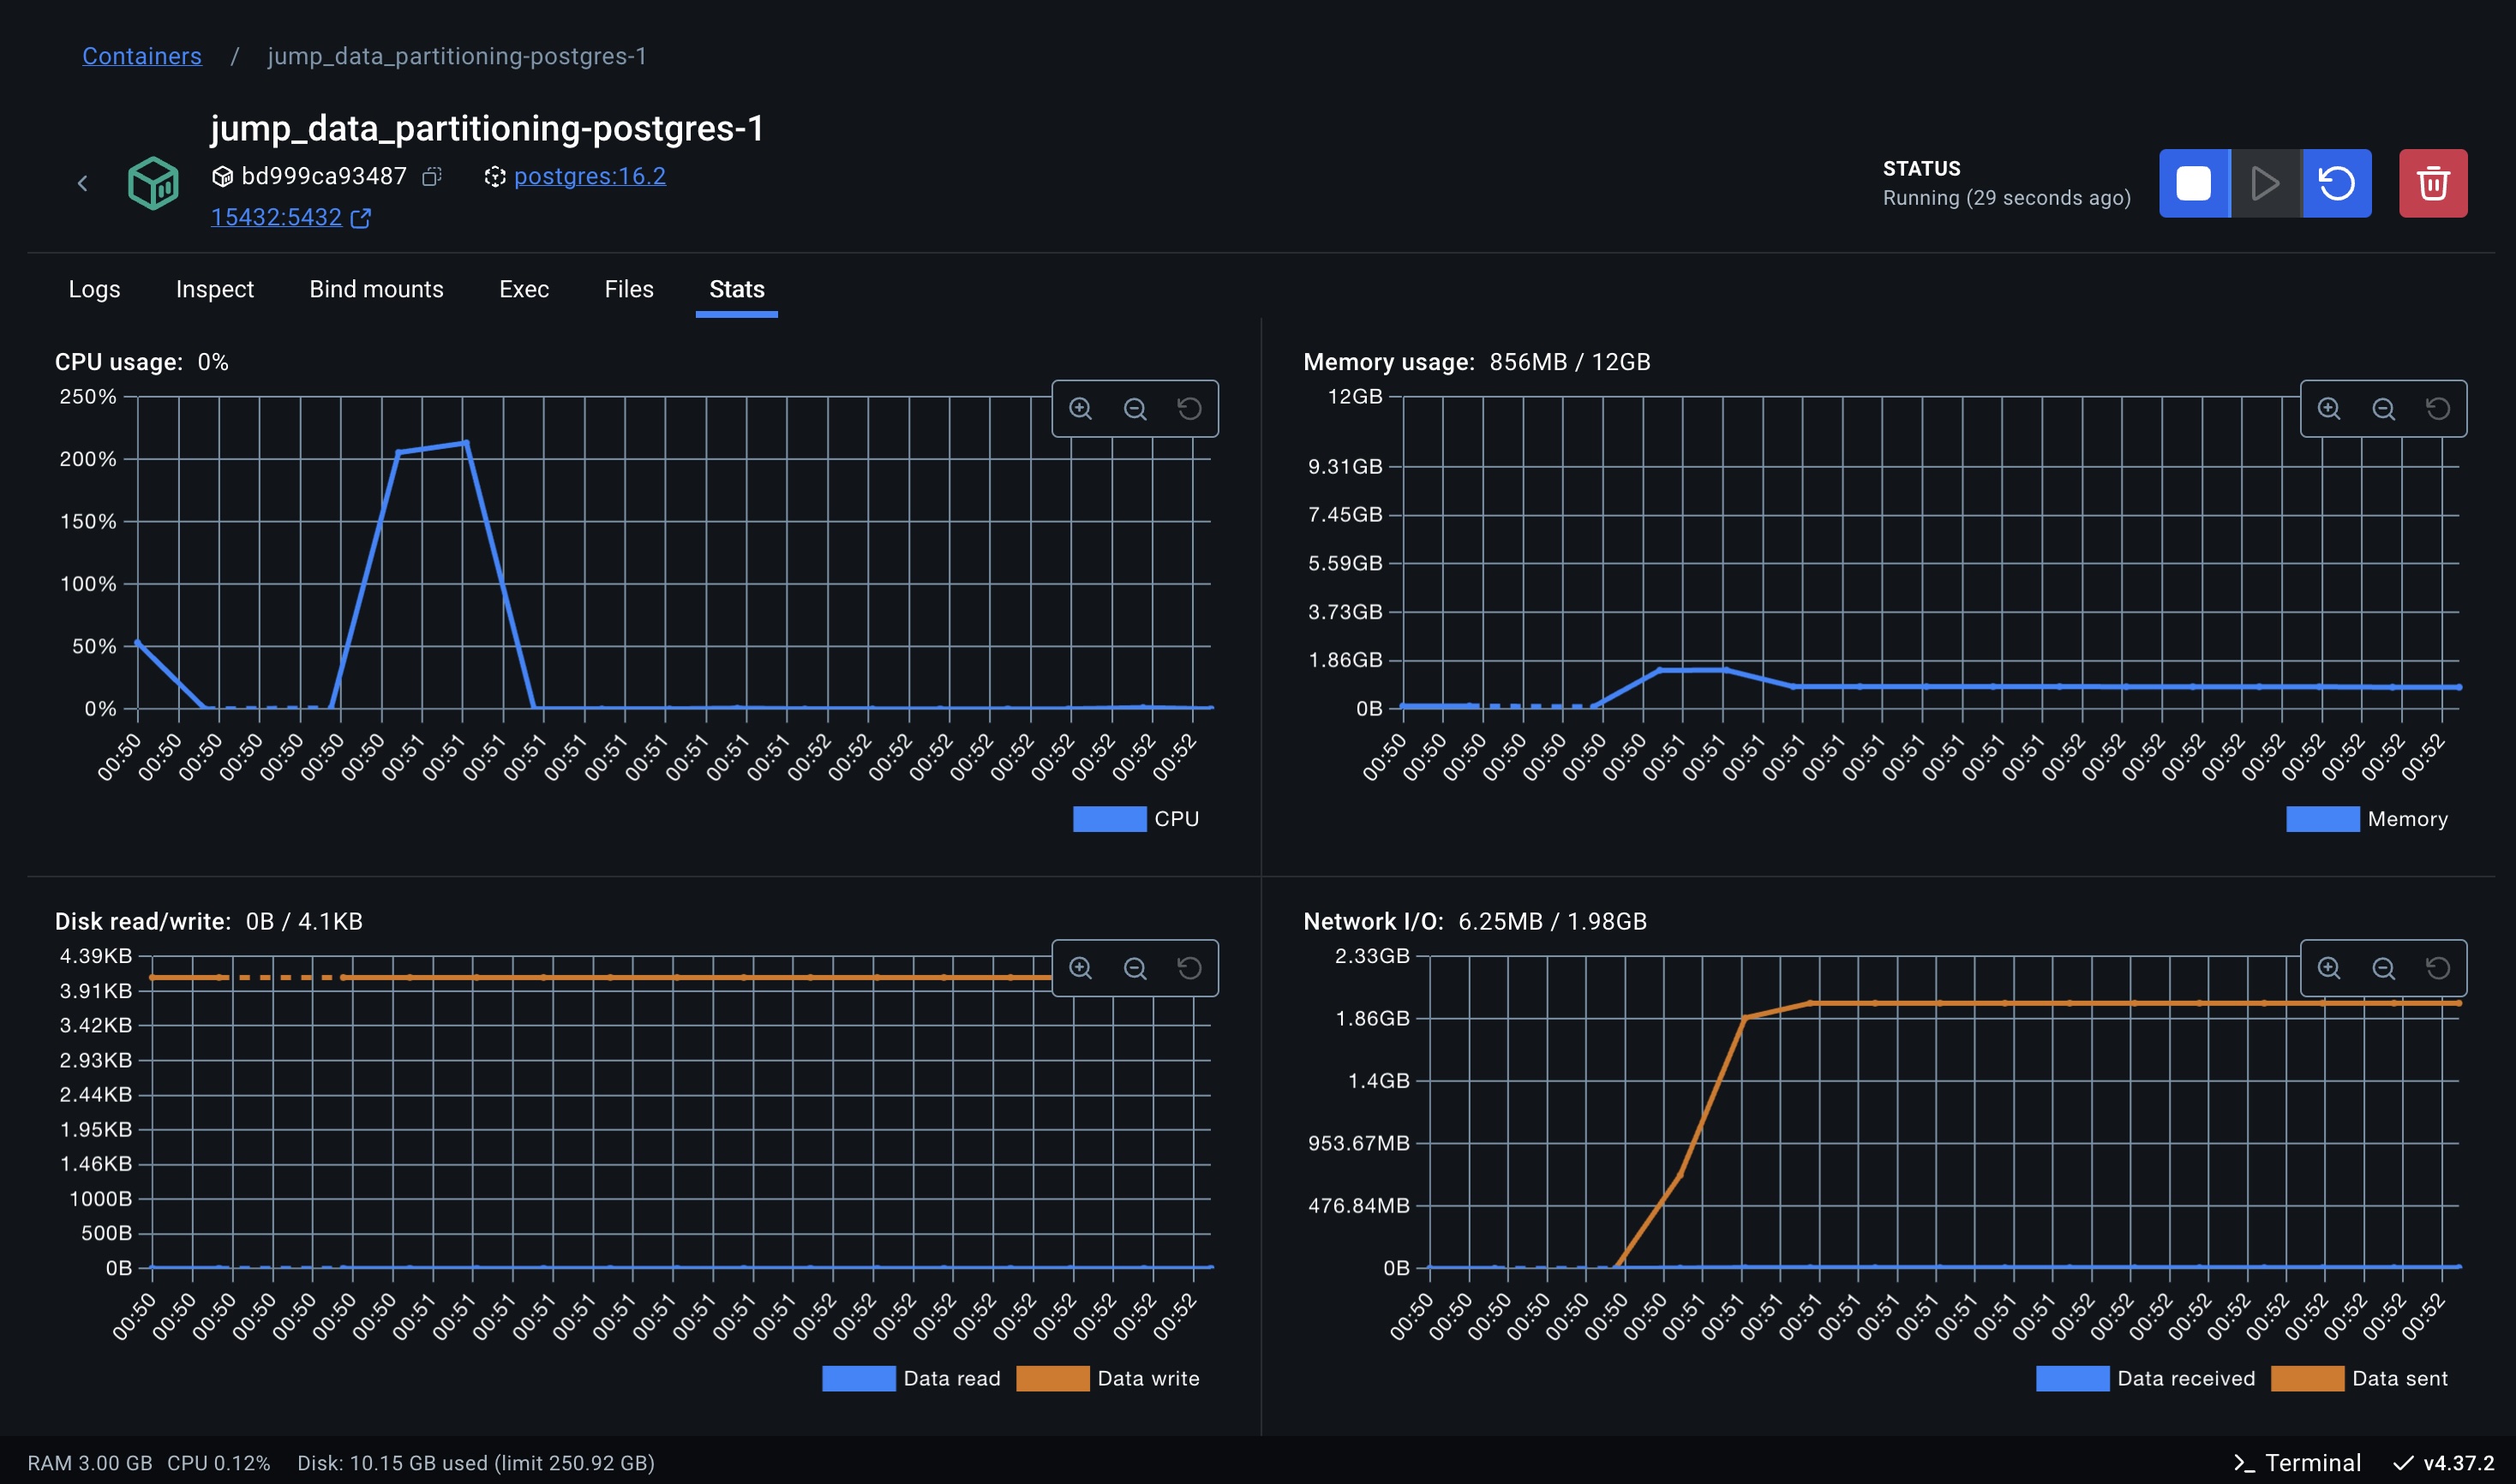 Containers / jump_data_partitioning-postgres-1
jump_data_partitioning-postgres-1
bd999ca93487 postgres:16.2
15432:5432
STATUS
Running (29 seconds ago)
Logs Inspect Bind mounts Exec Files Stats
CPU usage: 0%
250%
200%
150%
100%
50%
0%
00:50 00:50 00:50 00:50 00:50 00:50 00:50 00:51 00:51 00:51 00:51 00:51 00:51 00:51 00:51 00:51 00:51 00:52 00:52 00:52 00:52 00:52 00:52 00:52 00:52 00:52 00:52
CPU
Memory usage: 856MB / 12GB
12GB
9.31GB
7.45GB
5.59GB
3.73GB
1.86GB
0B
00:50 00:50 00:50 00:50 00:50 00:50 00:50 00:51 00:51 00:51 00:51 00:51 00:51 00:51 00:51 00:51 00:51 00:52 00:52 00:52 00:52 00:52 00:52 00:52 00:52 00:52 00:52
Memory
Disk read/write: 0B / 4.1KB
4.39KB
3.91KB
3.42KB
2.93KB
2.44KB
1.95KB
1.46KB
1000B
500B
0B
00:50 00:50 00:50 00:50 00:50 00:50 00:50 00:51 00:51 00:51 00:51 00:51 00:51 00:51 00:51 00:51 00:51 00:52 00:52 00:52 00:52 00:52 00:52 00:52 00:52 00:52 00:52
Data read Data write
Network I/O: 6.25MB / 1.98GB
2.33GB
1.86GB
1.4GB
953.67MB
476.84MB
0B
00:50 00:50 00:50 00:50 00:50 00:50 00:50 00:51 00:51 00:51 00:51 00:51 00:51 00:51 00:51 00:51 00:51 00:52 00:52 00:52 00:52 00:52 00:52 00:52 00:52 00:52 00:52
Data received Data sent
RAM 3.00 GB CPU 0.12% Disk: 10.15 GB used (limit 250.92 GB)
Terminal v4.37.2